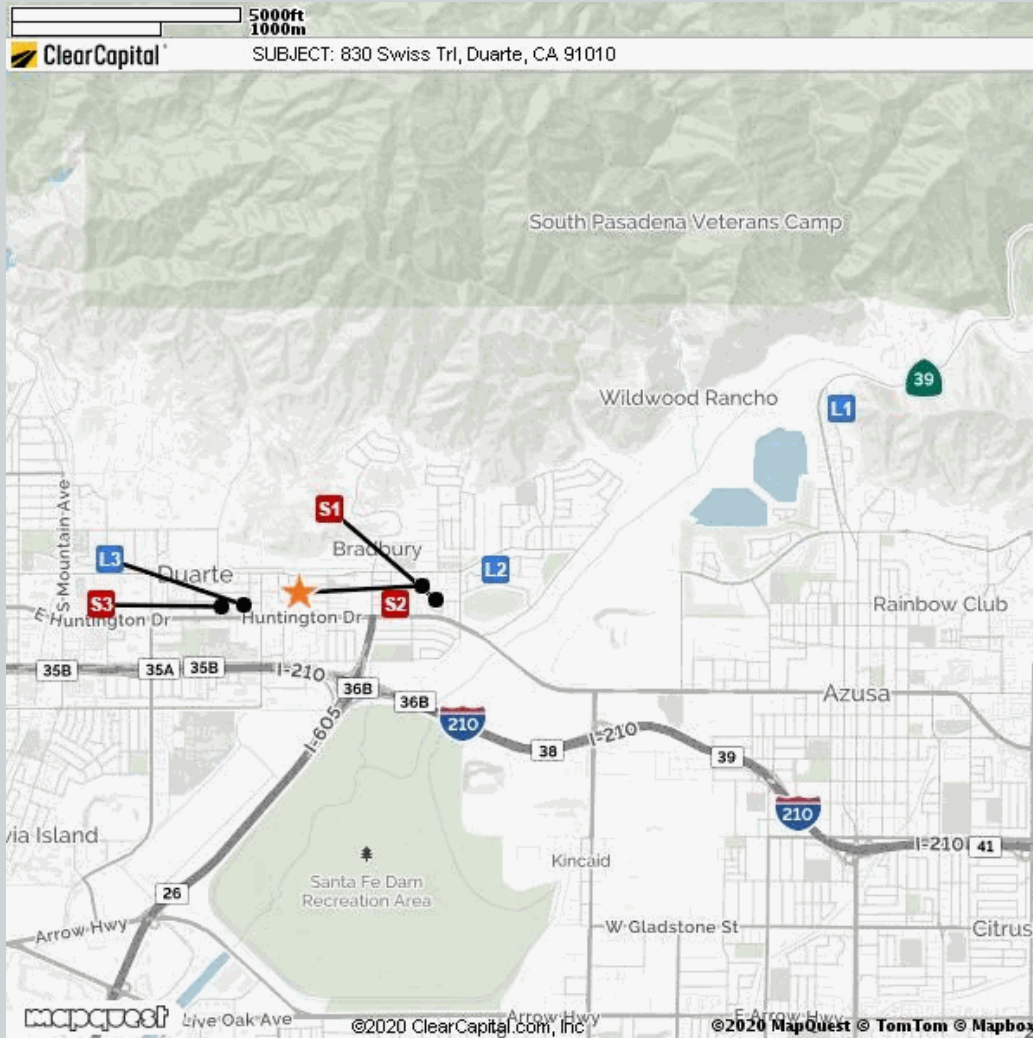 5000ft
1000m
ClearCapital
SUBJECT: 830 Swiss Trl, Duarte, CA 91010
South Pasadena Veterans Camp
39
Wildwood Rancho
L1
S Mountain Ave
S1
Bradbury
L3
Duarte
L2
S3
S2
Rainbow Club
E Huntington Dr
Huntington Dr
35B
35A
35B
I-210
36B
36B
Azusa
I-605
210
38
I-210
39
210
via Island
I-210
41
Kincaid
Santa Fe Dam
Recreation Area
26
Arrow Hwy
W Gladstone St
Citrus
mapquest
Live Oak Ave
Arrow Hwy
E Arrow Hwy
©2020 ClearCapital.com, Inc
©2020 MapQuest © TomTom © Mapbox